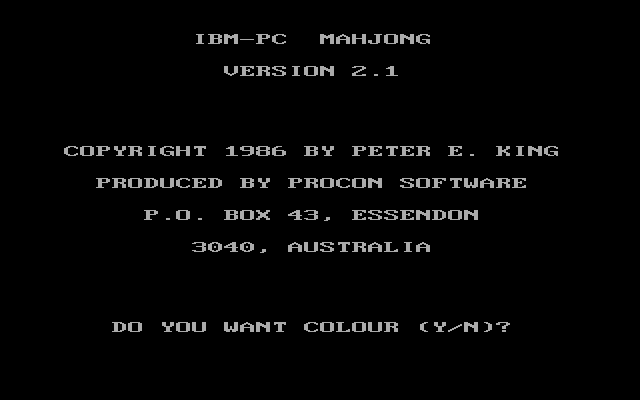 IBM-PC MAHJONG
VERSION 2.1
COPYRIGHT 1986 BY PETER E. KING
PRODUCED BY PROCON SOFTWARE
P.O. BOX 43, ESSENDON
3040, AUSTRALIA
DO YOU WANT COLOUR (Y/N)?